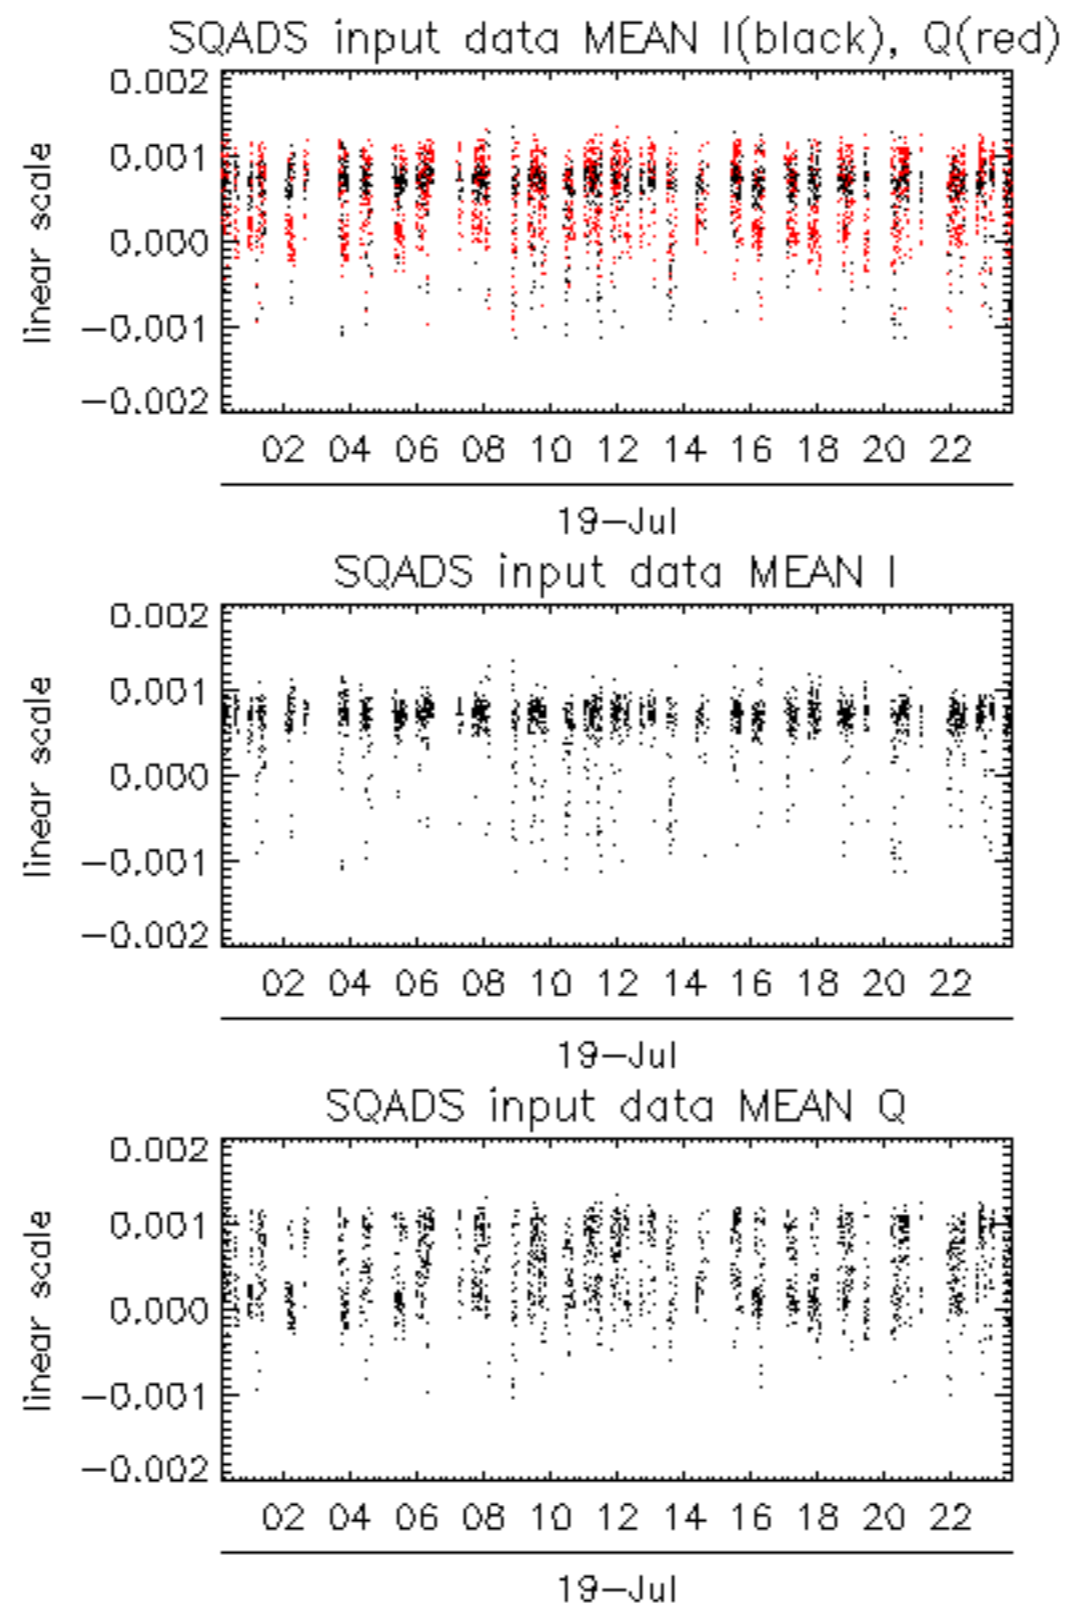 SQADS input data MEAN I(black), Q(red)
0.002
0.001
0.000
−0.001
−0.002
linear scale
02 04 06 08 10 12 14 16 18 20 22
19−Jul
SQADS input data MEAN I
0.002
0.001
0.000
−0.001
−0.002
linear scale
02 04 06 08 10 12 14 16 18 20 22
19−Jul
SQADS input data MEAN Q
0.002
0.001
0.000
−0.001
−0.002
linear scale
02 04 06 08 10 12 14 16 18 20 22
19−Jul